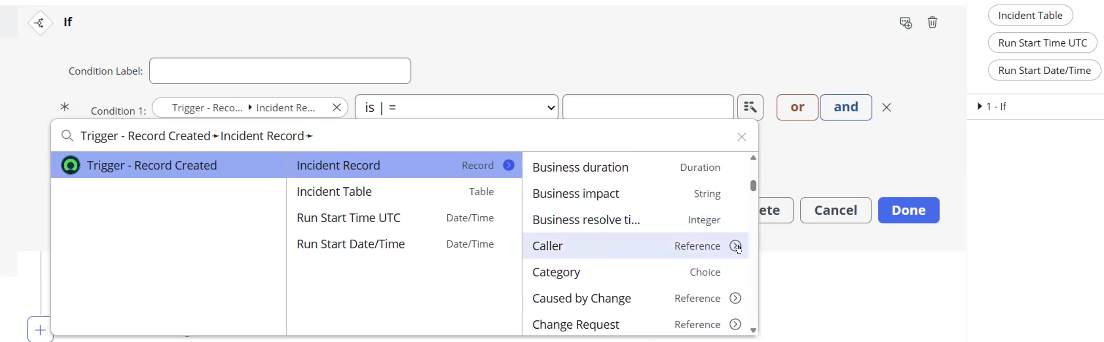 If
Incident Table
Run Start Time UTC
Run Start Date/Time
1 - If
Condition Label:
* Condition 1: Trigger - Reco... Incident Re... is | = or and
Trigger - Record Created Incident Record
Trigger - Record Created
Incident Record Record
Incident Table Table
Run Start Time UTC Date/Time
Run Start Date/Time Date/Time
Business duration Duration
Business impact String
Business resolve ti... Integer
Caller Reference
Category Choice
Caused by Change Reference
Change Request Reference
ete Cancel Done